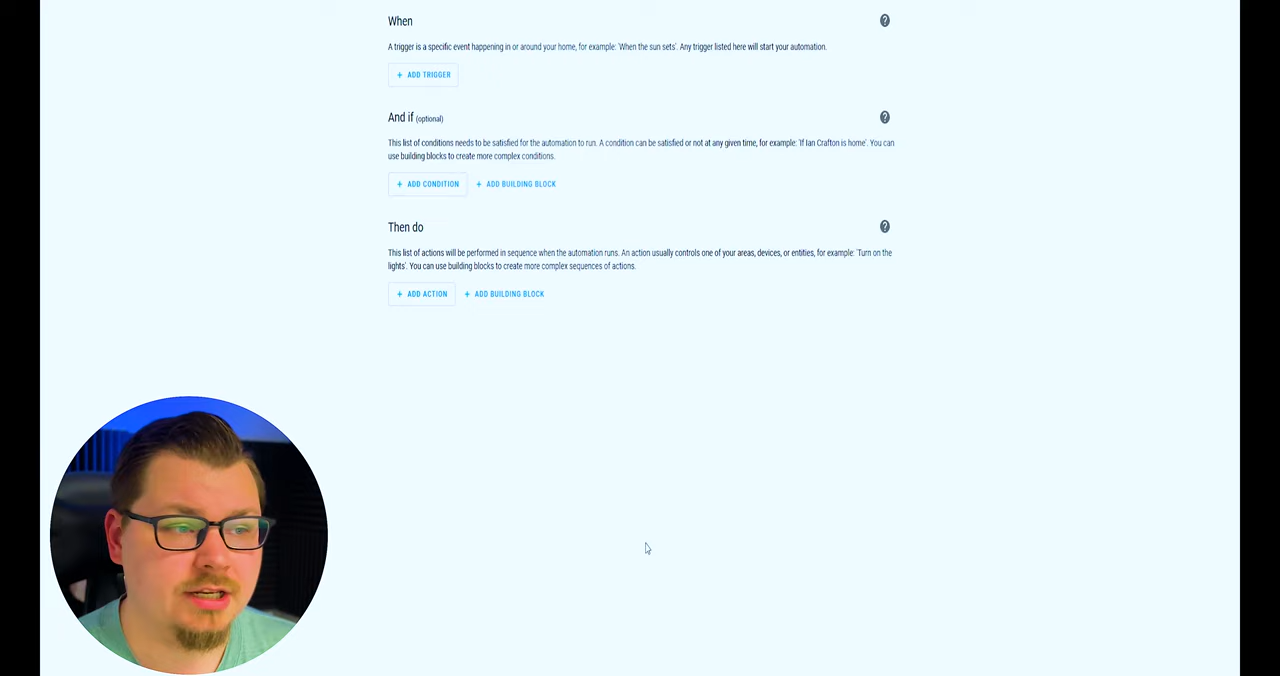 When
A trigger is a specific event happening in or around your home, for example: 'When the sun sets'. Any trigger listed here will start your automation.
+ ADD TRIGGER
And if (optional)
This list of conditions needs to be satisfied for the automation to run. A condition can be satisfied or not at any given time, for example: 'If Ian Crafton is home'. You can
use building blocks to create more complex conditions.
+ ADD CONDITION + ADD BUILDING BLOCK
Then do
This list of actions will be performed in sequence when the automation runs. An action usually controls one of your areas, devices, or entities, for example: 'Turn on the
lights'. You can use building blocks to create more complex sequences of actions.
+ ADD ACTION + ADD BUILDING BLOCK